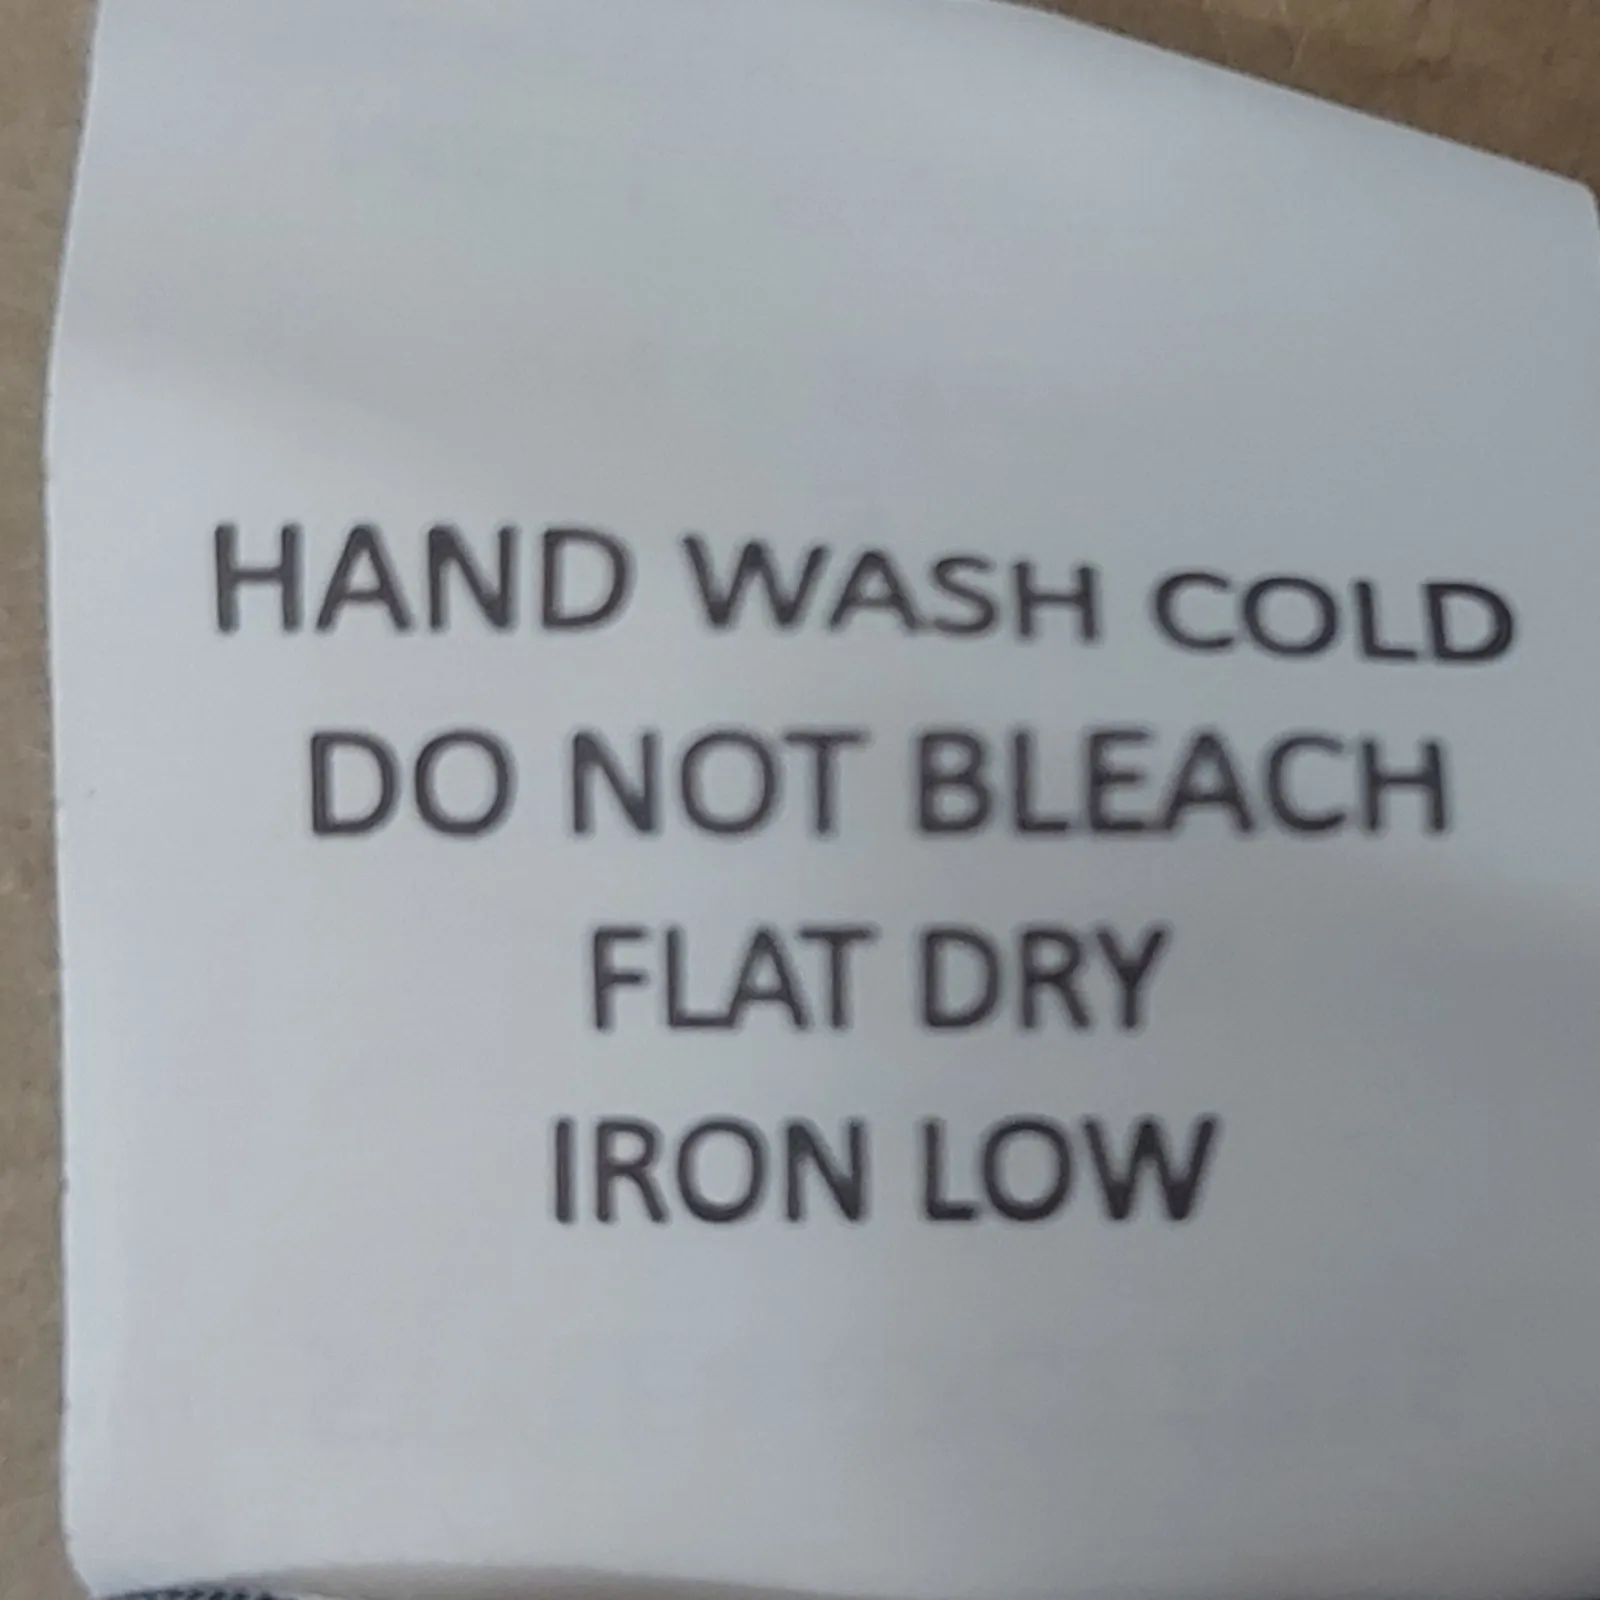 HAND WASH COLD
DO NOT BLEACH
FLAT DRY
IRON LOW